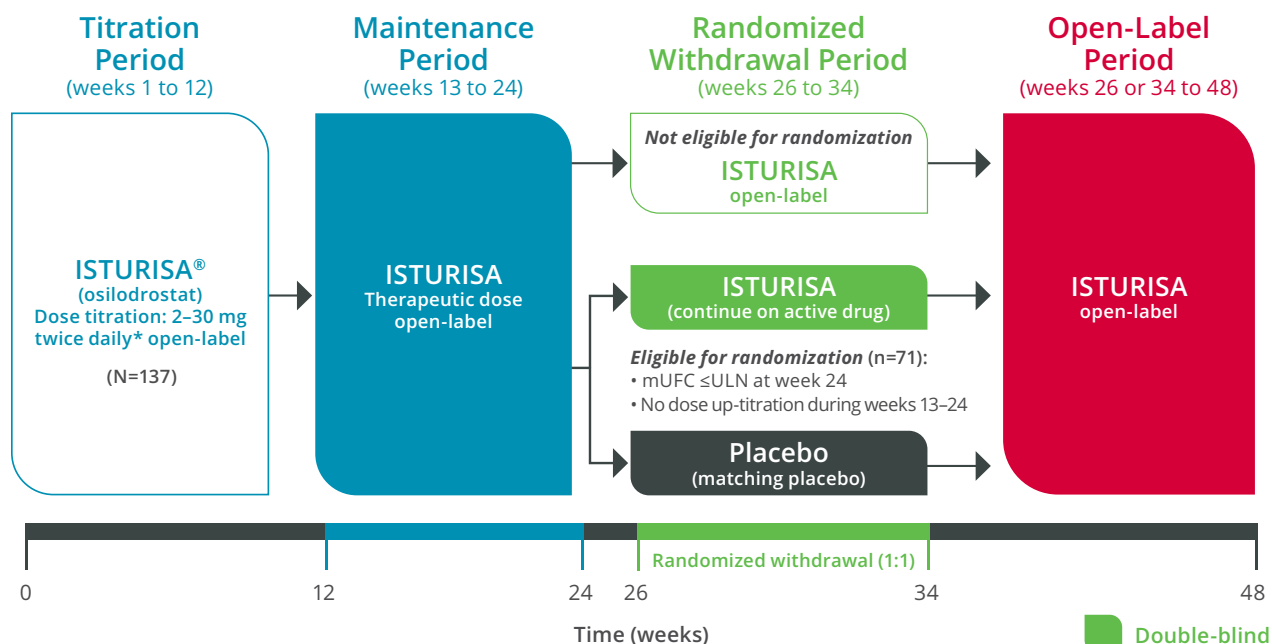 Titration
Period
(weeks 1 to 12)
Maintenance
Period
(weeks 13 to 24)
Randomized
Withdrawal Period
(weeks 26 to 34)
Open-Label
Period
(weeks 26 or 34 to 48)
ISTURISA®
(osilodrostat)
Dose titration: 2–30 mg
twice daily* open-label
(N=137)
ISTURISA
Therapeutic dose
open-label
Not eligible for randomization
ISTURISA
open-label
ISTURISA
(continue on active drug)
Eligible for randomization (n=71):
• mUFC ≤ULN at week 24
• No dose up-titration during weeks 13–24
Placebo
(matching placebo)
ISTURISA
open-label
Randomized withdrawal (1:1)
0
12
24
26
34
48
Time (weeks)
Double-blind